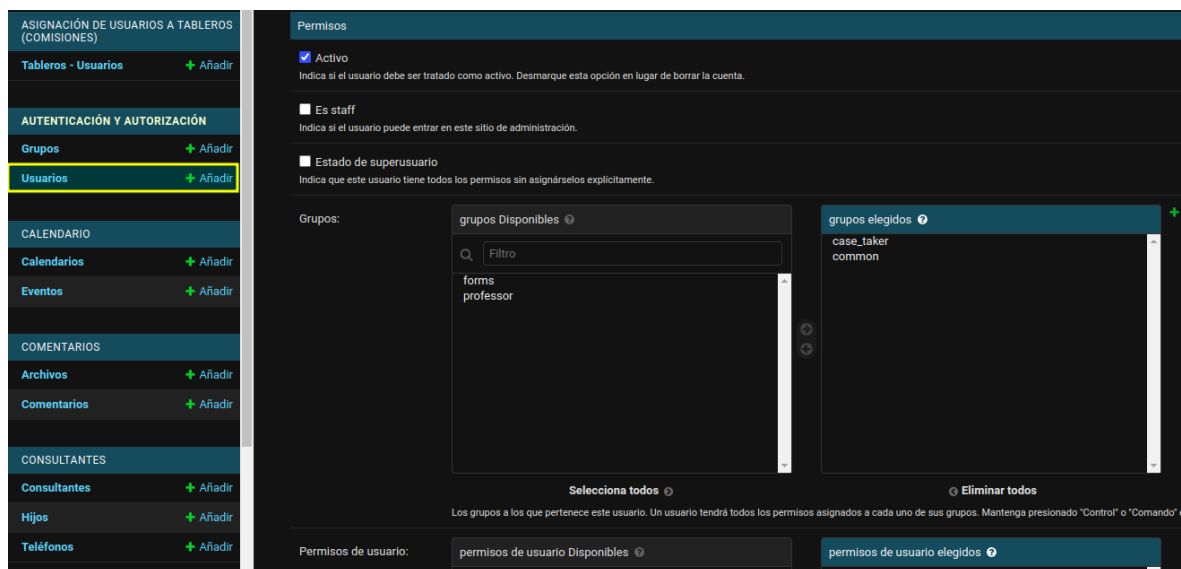 ASIGNACIÓN DE USUARIOS A TABLEROS
(COMISIONES)
Tableros - Usuarios + Añadir
AUTENTICACIÓN Y AUTORIZACIÓN
Grupos + Añadir
Usuarios + Añadir
CALENDARIO
Calendarios + Añadir
Eventos + Añadir
COMENTARIOS
Archivos + Añadir
Comentarios + Añadir
CONSULTANTES
Consultantes + Añadir
Hijos + Añadir
Teléfonos + Añadir
Permisos
Activo
Indica si el usuario debe ser tratado como activo. Desmarque esta opción en lugar de borrar la cuenta.
Es staff
Indica si el usuario puede entrar en este sitio de administración.
Estado de superusuario
Indica que este usuario tiene todos los permisos sin asignárselos explícitamente.
Grupos:
grupos Disponibles ?
Filtro
forms
professor
Selecciona todos
grupos elegidos ?
+
case_taker
common
Eliminar todos
Los grupos a los que pertenece este usuario. Un usuario tendrá todos los permisos asignados a cada uno de sus grupos. Mantenga presionado "Control" o "Comando"
Permisos de usuario:
permisos de usuario Disponibles ?
permisos de usuario elegidos ?